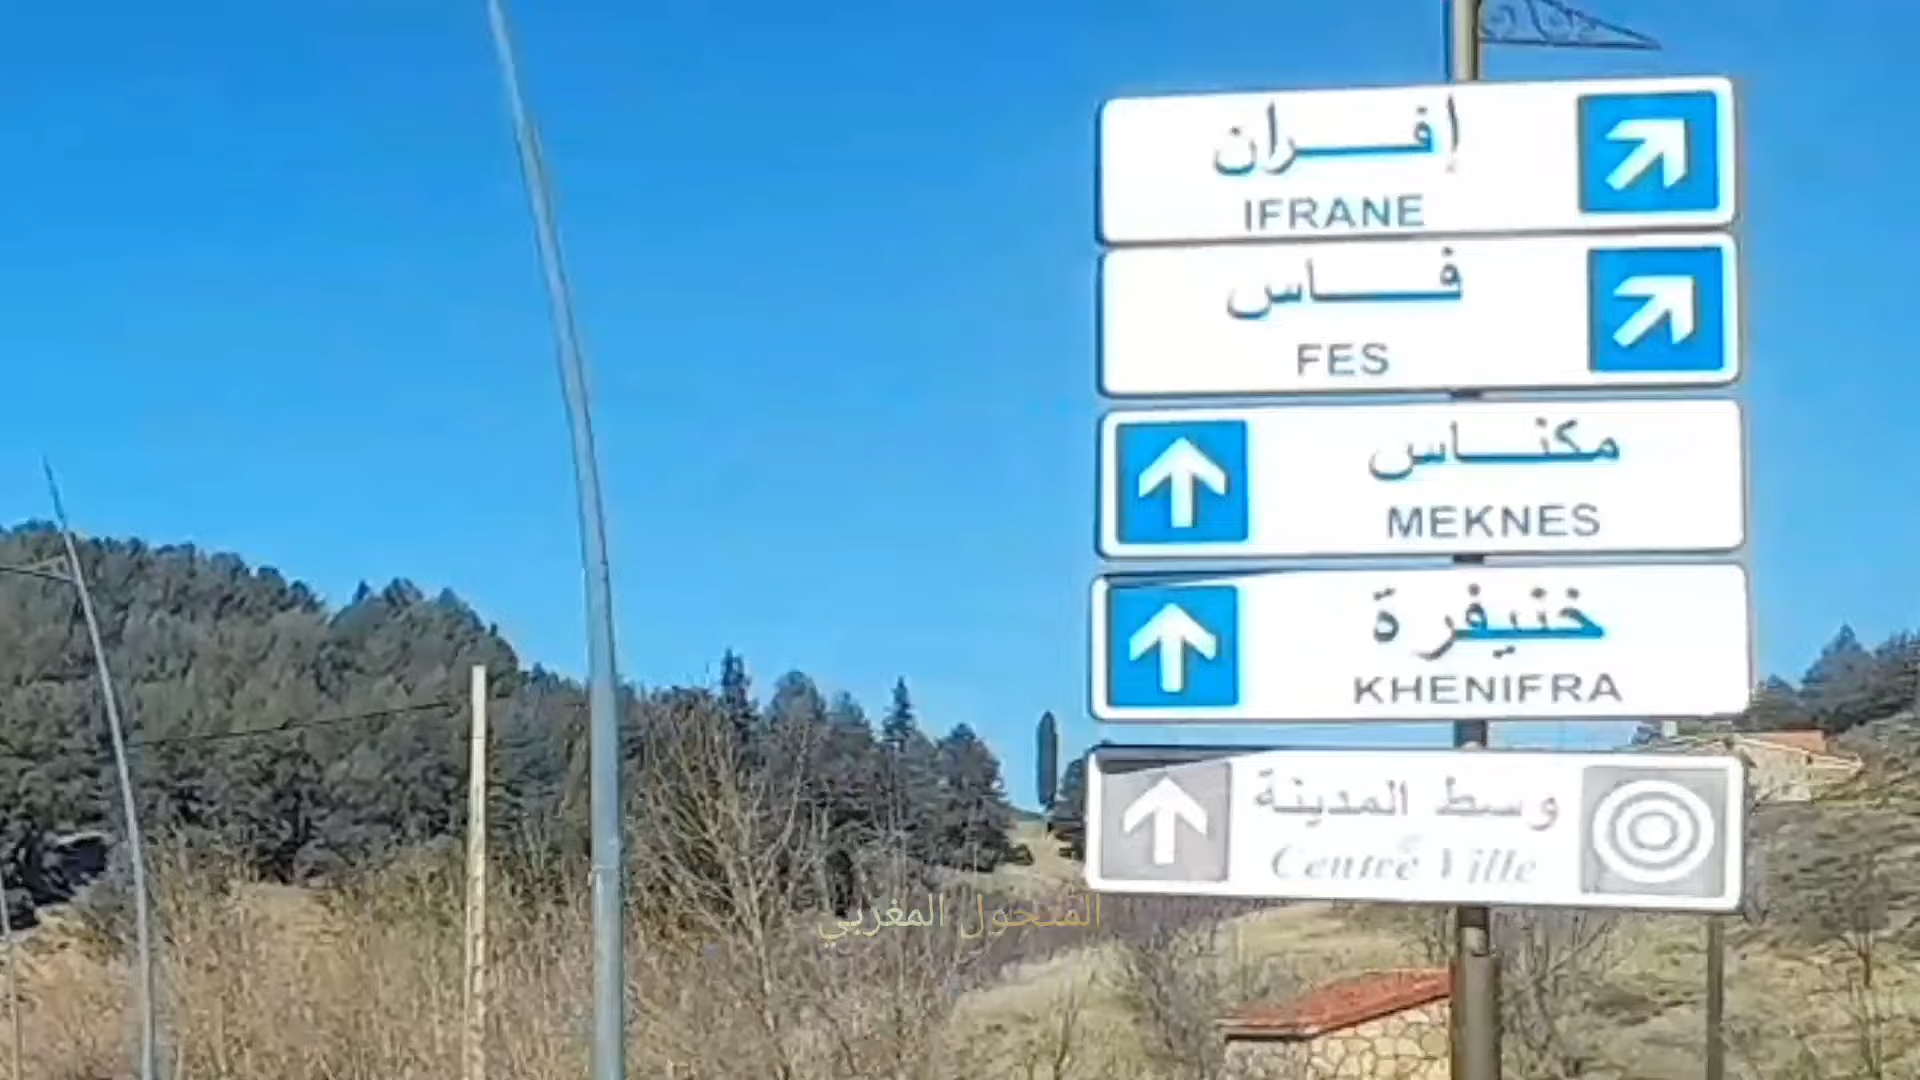 إفران
IFRANE
فاس
FES
مكناس
MEKNES
خنيفرة
KHENIFRA
وسط المدينة
Centre Ville
المتجول المغربي